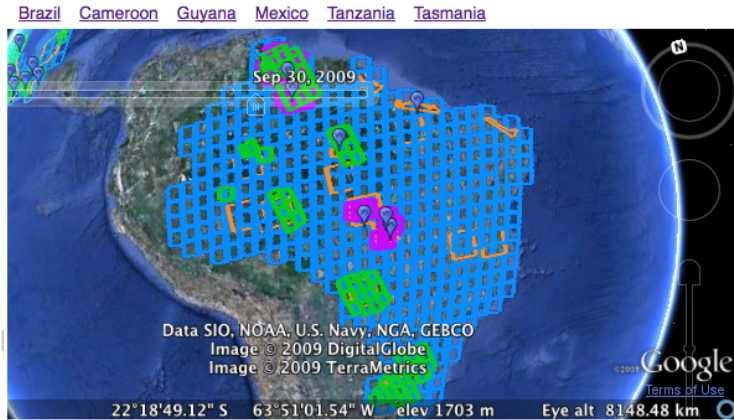 Brazil Cameroon Guyana Mexico Tanzania Tasmania
N
Sep 30, 2009
Data SIO, NOAA, U.S. Navy, NGA, GEBCO
Image © 2009 DigitalGlobe
Image © 2009 TerraMetrics
©2009 Google
Terms of Use
22°18'49.12" S 63°51'01.54" W elev 1703 m Eye alt 8148.48 km